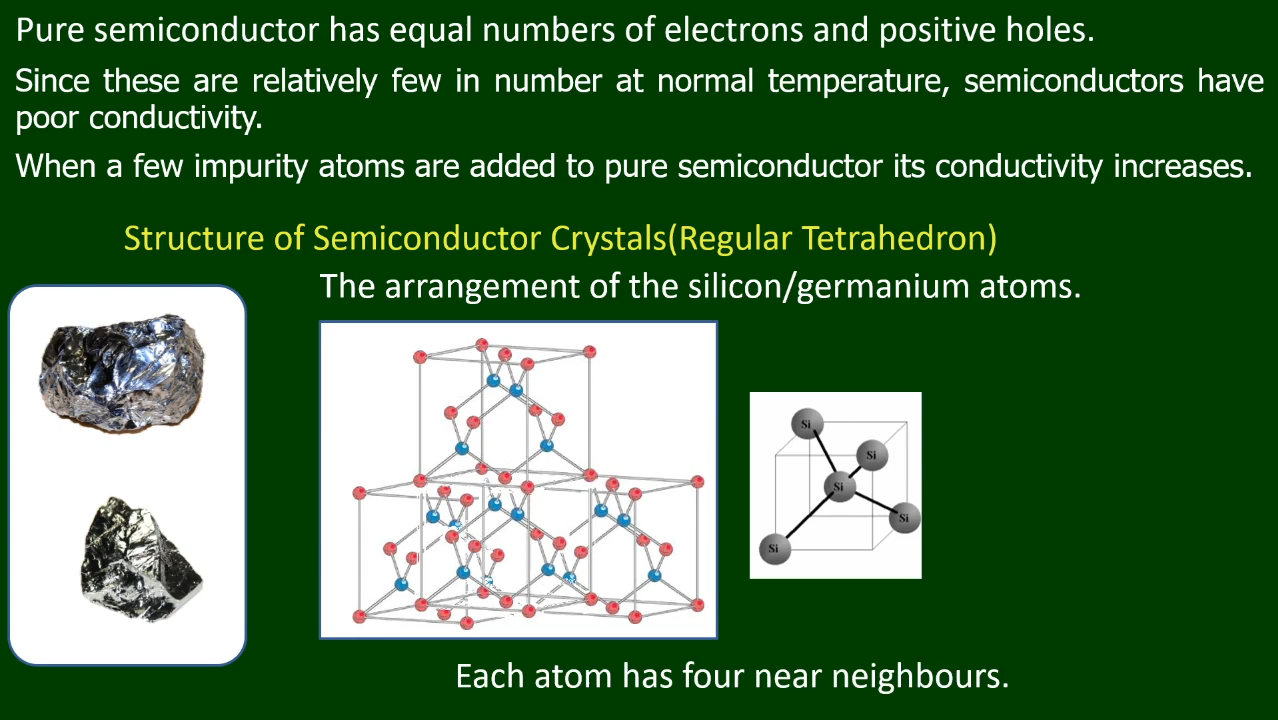 Pure semiconductor has equal numbers of electrons and positive holes.
Since these are relatively few in number at normal temperature, semiconductors have
poor conductivity.
When a few impurity atoms are added to pure semiconductor its conductivity increases.
Structure of Semiconductor Crystals(Regular Tetrahedron)
The arrangement of the silicon/germanium atoms.
Si
Si
Si
Si
Si
Each atom has four near neighbours.